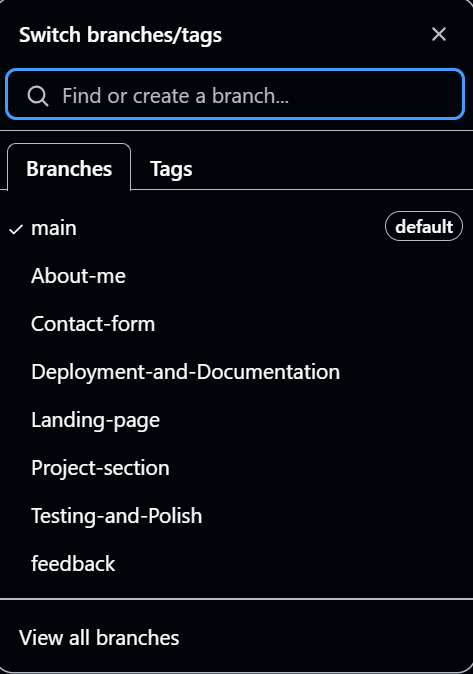 Switch branches/tags
Find or create a branch...
Branches Tags
main default
About-me
Contact-form
Deployment-and-Documentation
Landing-page
Project-section
Testing-and-Polish
feedback
View all branches